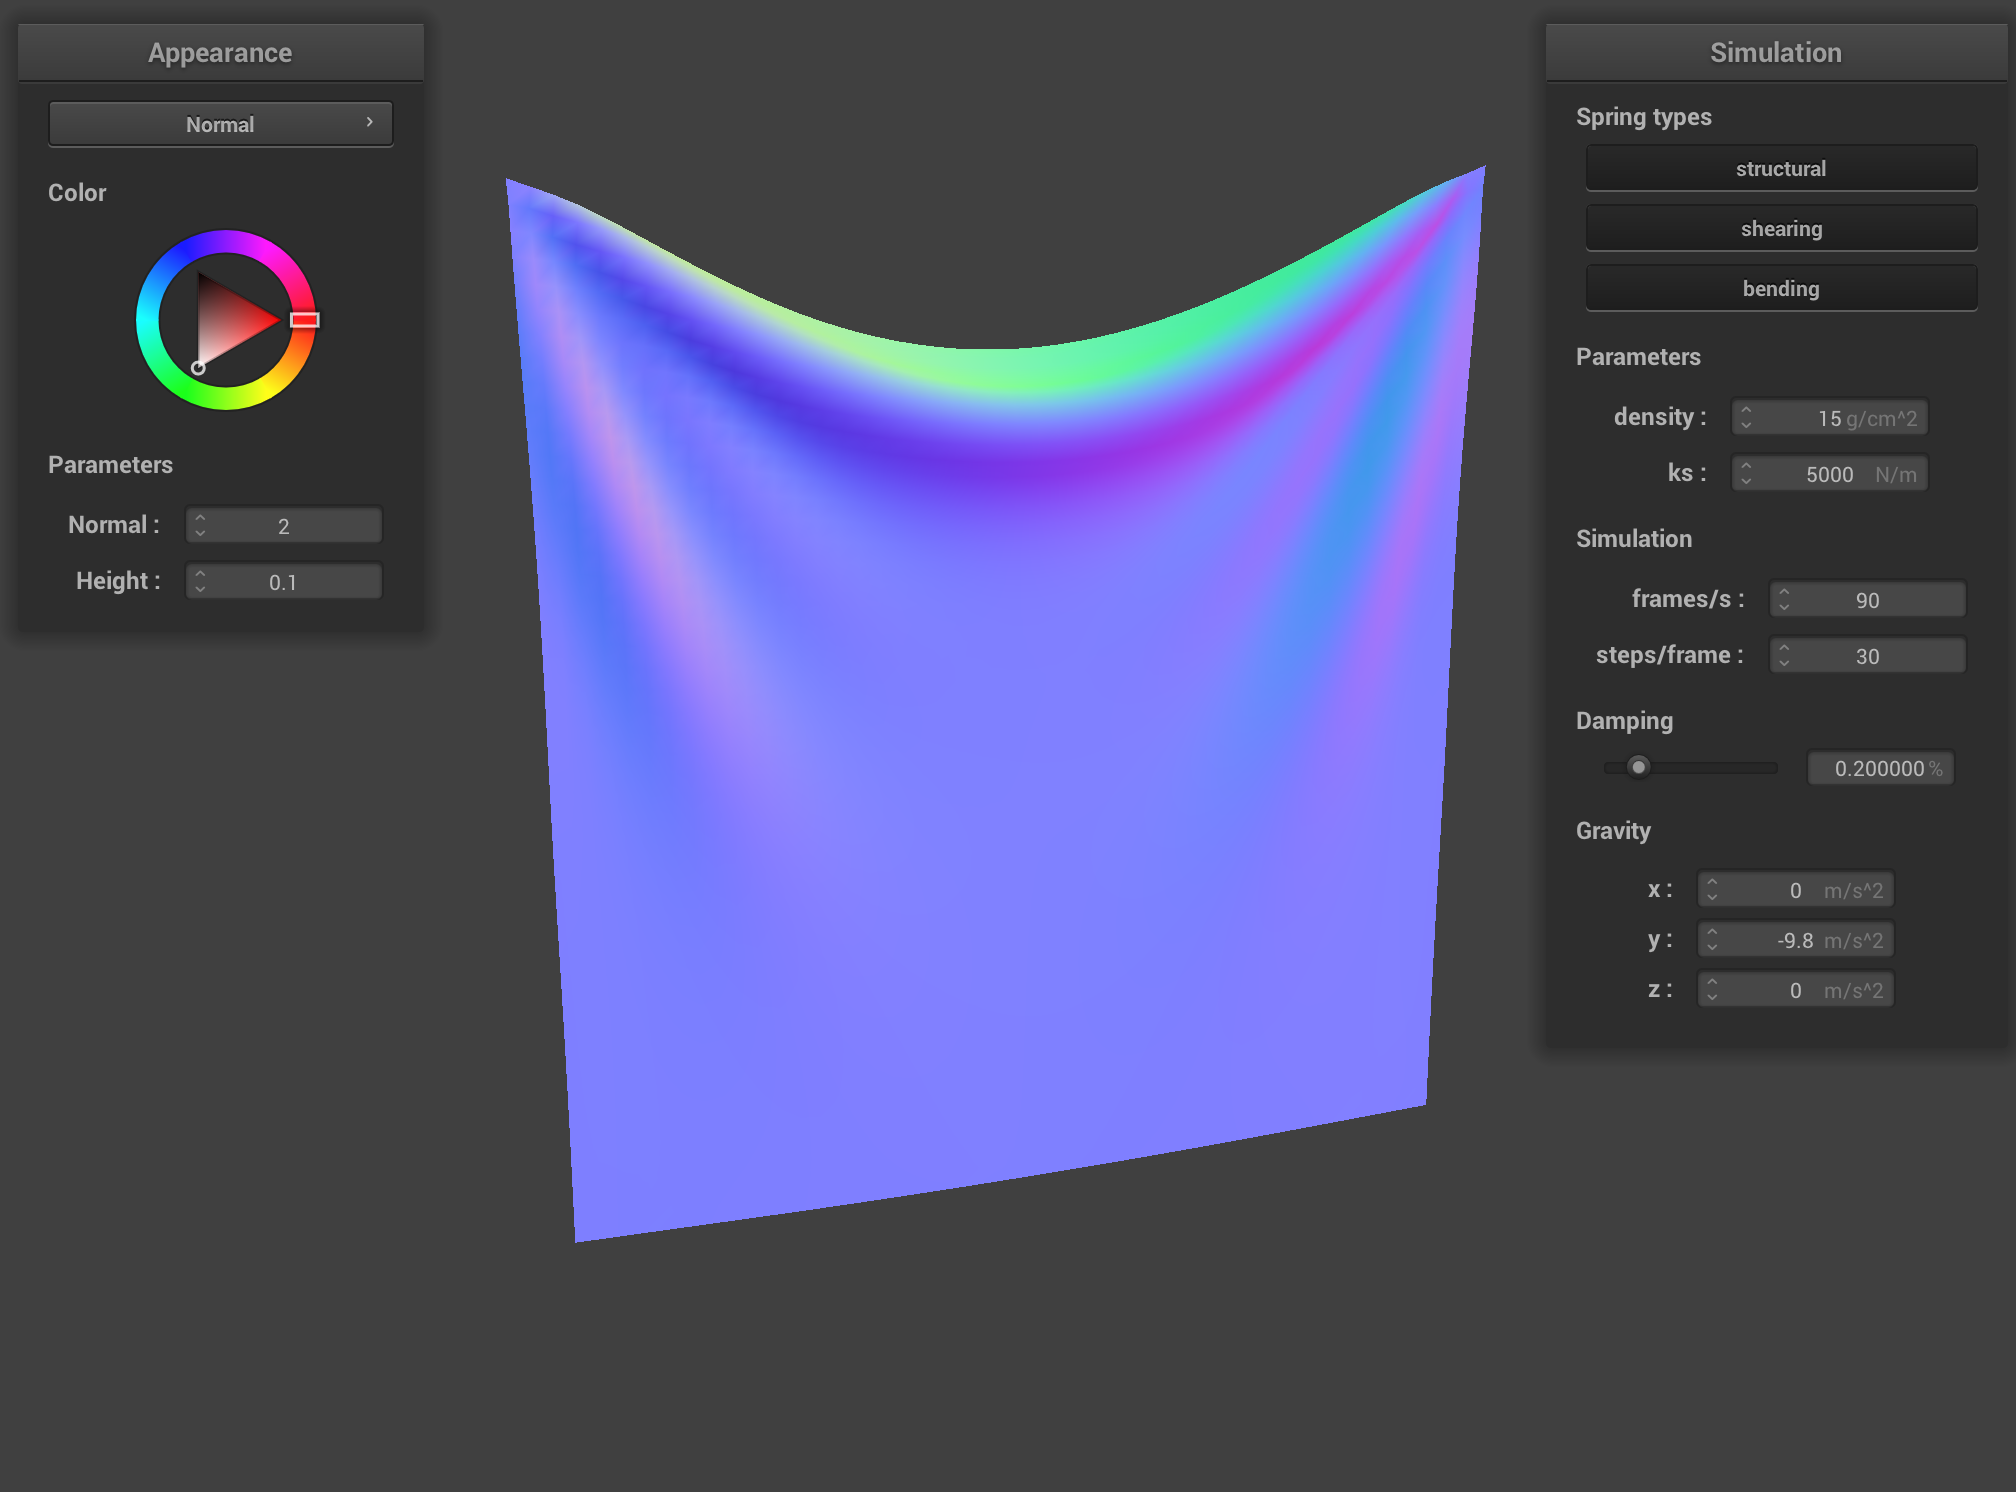 Appearance
Normal
Color
Parameters
Normal : 2
Height : 0.1
Simulation
Spring types
structural
shearing
bending
Parameters
density : 15 g/cm^2
ks : 5000 N/m
Simulation
frames/s : 90
steps/frame : 30
Damping
0.200000 %
Gravity
x : 0 m/s^2
y : -9.8 m/s^2
z : 0 m/s^2